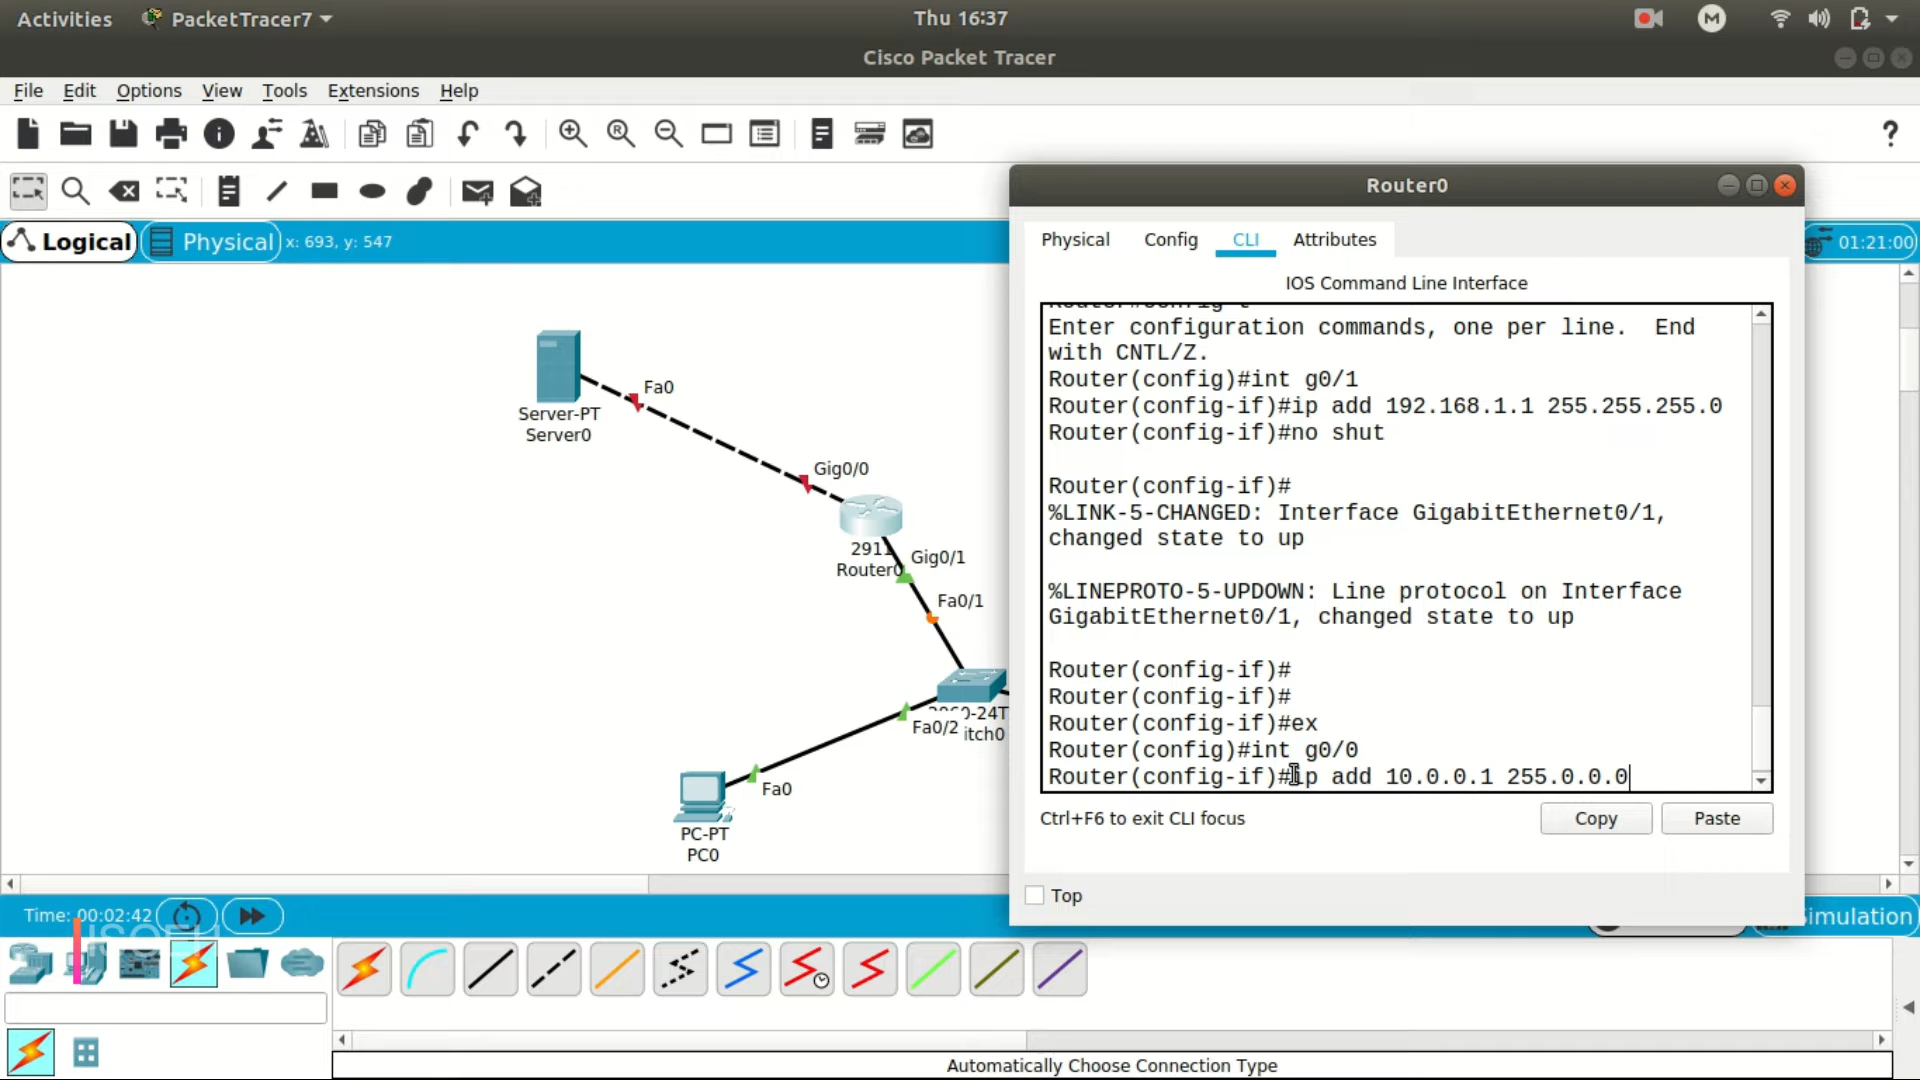 Activities PacketTracer7 Thu 16:37 M
Cisco Packet Tracer
File Edit Options View Tools Extensions Help
?
Logical Physical x: 693, y: 547 01:21:00
Router0
Physical Config CLI Attributes
IOS Command Line Interface
Router#config t
Enter configuration commands, one per line. End
with CNTL/Z.
Router(config)#int g0/1
Router(config-if)#ip add 192.168.1.1 255.255.255.0
Router(config-if)#no shut
Router(config-if)#
%LINK-5-CHANGED: Interface GigabitEthernet0/1,
changed state to up
%LINEPROTO-5-UPDOWN: Line protocol on Interface
GigabitEthernet0/1, changed state to up
Router(config-if)#
Router(config-if)#
Router(config-if)#ex
Router(config)#int g0/0
Router(config-if)#ip add 10.0.0.1 255.0.0.0
Ctrl+F6 to exit CLI focus Copy Paste
Top
Fa0
Server-PT
Server0
Gig0/0
2911
Router0
Gig0/1
Fa0/1
Fa0/2
Fa0
PC-PT
PC0
Time: 00:02:42
Simulation
Automatically Choose Connection Type